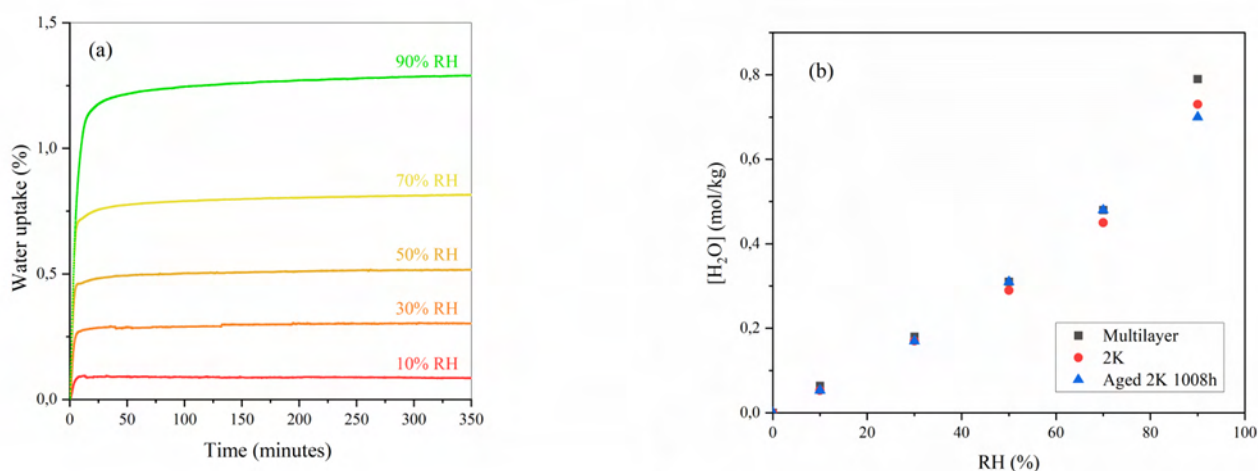 (a)
1,5
1,0
0,5
0,0
Water uptake (%)
90% RH
70% RH
50% RH
30% RH
10% RH
0 50 100 150 200 250 300 350
Time (minutes)
(b)
0,8
0,6
0,4
0,2
0,0
[H₂O] (mol/kg)
Multilayer
2K
Aged 2K 1008h
0 20 40 60 80 100
RH (%)